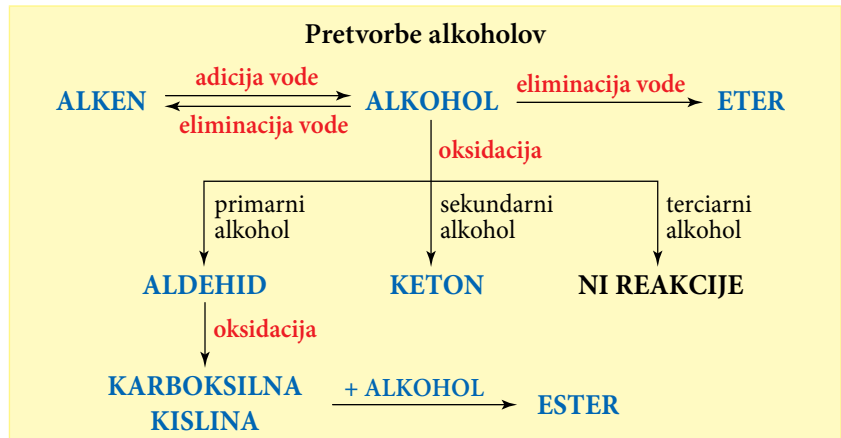 Pretvorbe alkoholov
adicija vode
eliminacija vode
ALKEN
ALKOHOL
ETER
eliminacija vode
oksidacija
primarni
alkohol
sekundarni
alkohol
terciarni
alkohol
ALDEHID
KETON
NI REAKCIJE
oksidacija
KARBOKSILNA
KISLINA
+ ALKOHOL
ESTER